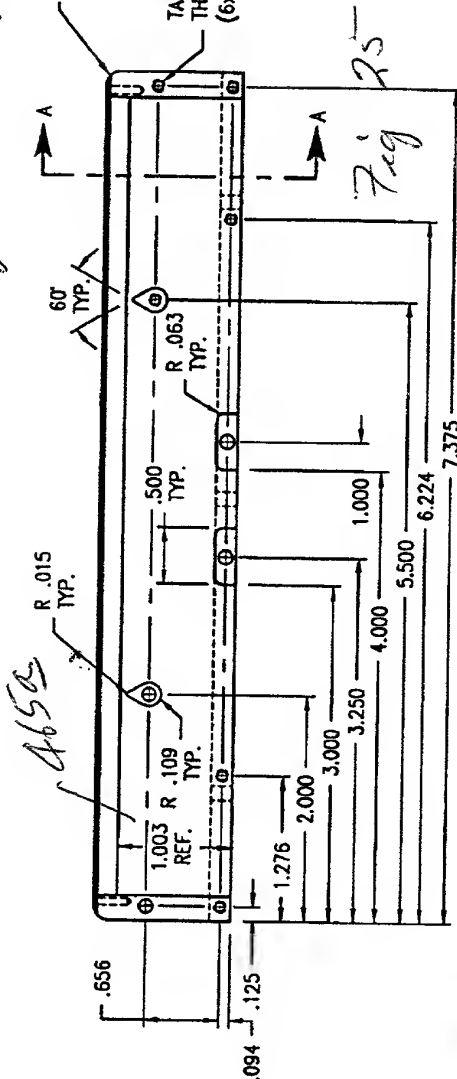 TA
TH
(6x
A
60°
TYP.
R .063
TYP.
.500
TYP.
R .015
TYP.
465a
R .109
TYP.
1.003
REF.
A
Fig 25
.656
.094
.125
1.276
2.000
3.000
3.250
4.000
1.000
5.500
6.224
7.375